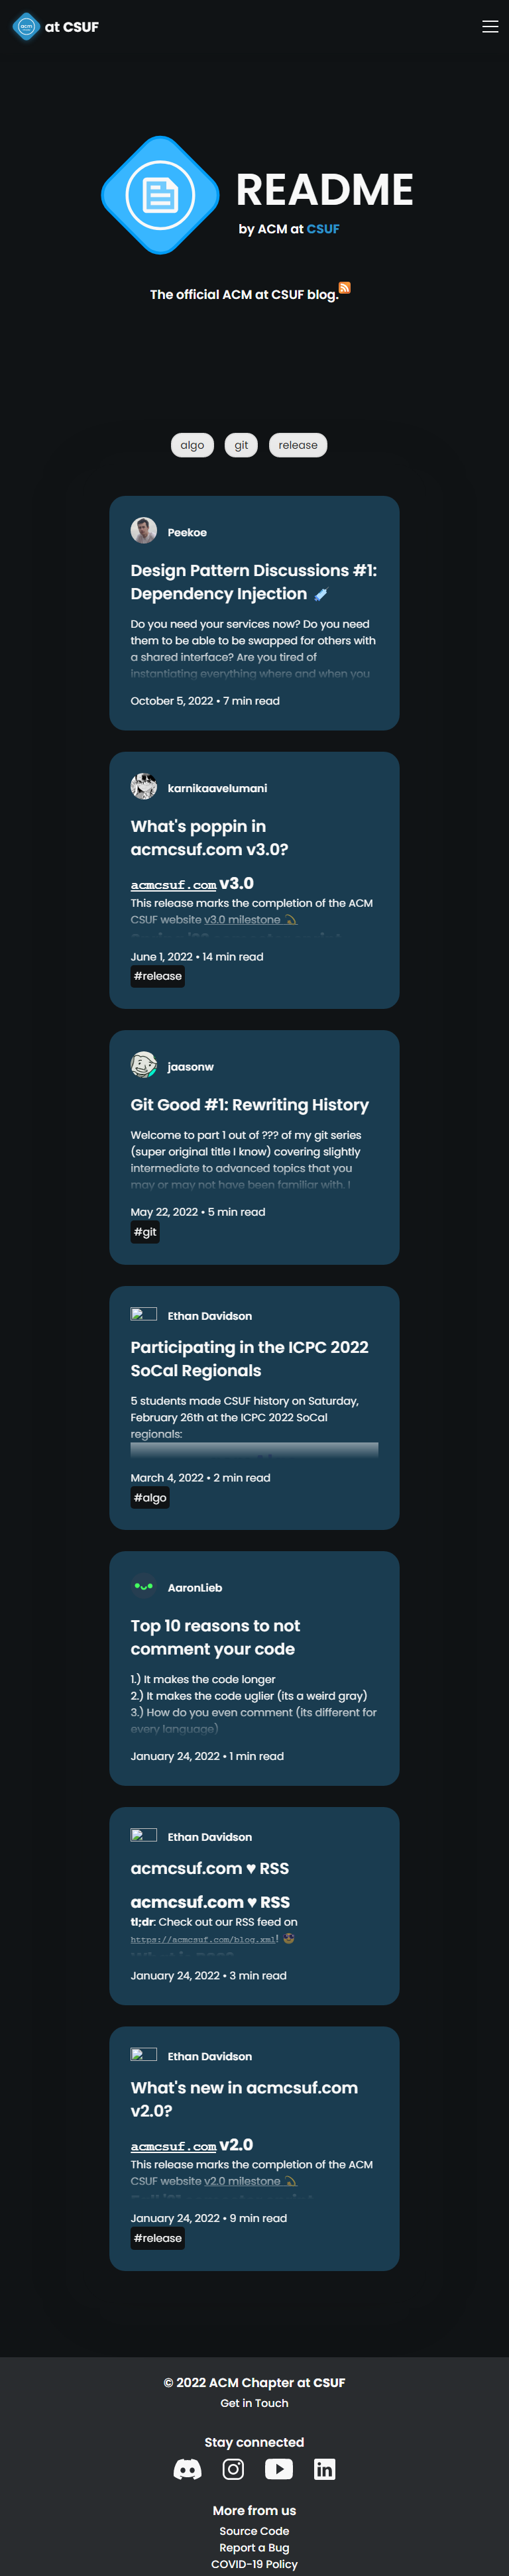 acm
at CSUF
README
by ACM at CSUF
The official ACM at CSUF blog.
algo git release
Peekoe
Design Pattern Discussions #1:
Dependency Injection
Do you need your services now? Do you need
them to be able to be swapped for others with
a shared interface? Are you tired of
instantiating everything where and when you
October 5, 2022 • 7 min read
karnikaavelumani
What's poppin in
acmcsuf.com v3.0?
acmcsuf.com v3.0
This release marks the completion of the ACM
CSUF website v3.0 milestone
June 1, 2022 • 14 min read
#release
jaasonw
Git Good #1: Rewriting History
Welcome to part 1 out of ??? of my git series
(super original title I know) covering slightly
intermediate to advanced topics that you
may or may not have been familiar with. I
May 22, 2022 • 5 min read
#git
Ethan Davidson
Participating in the ICPC 2022
SoCal Regionals
5 students made CSUF history on Saturday,
February 26th at the ICPC 2022 SoCal
regionals:
March 4, 2022 • 2 min read
#algo
AaronLieb
Top 10 reasons to not
comment your code
1.) It makes the code longer
2.) It makes the code uglier (its a weird gray)
3.) How do you even comment (its different for
every language)
January 24, 2022 • 1 min read
Ethan Davidson
acmcsuf.com ♥ RSS
acmcsuf.com ♥ RSS
tl;dr: Check out our RSS feed on
https://acmcsuf.com/blog.xml!
January 24, 2022 • 3 min read
Ethan Davidson
What's new in acmcsuf.com
v2.0?
acmcsuf.com v2.0
This release marks the completion of the ACM
CSUF website v2.0 milestone
January 24, 2022 • 9 min read
#release
© 2022 ACM Chapter at CSUF
Get in Touch
Stay connected
More from us
Source Code
Report a Bug
COVID-19 Policy